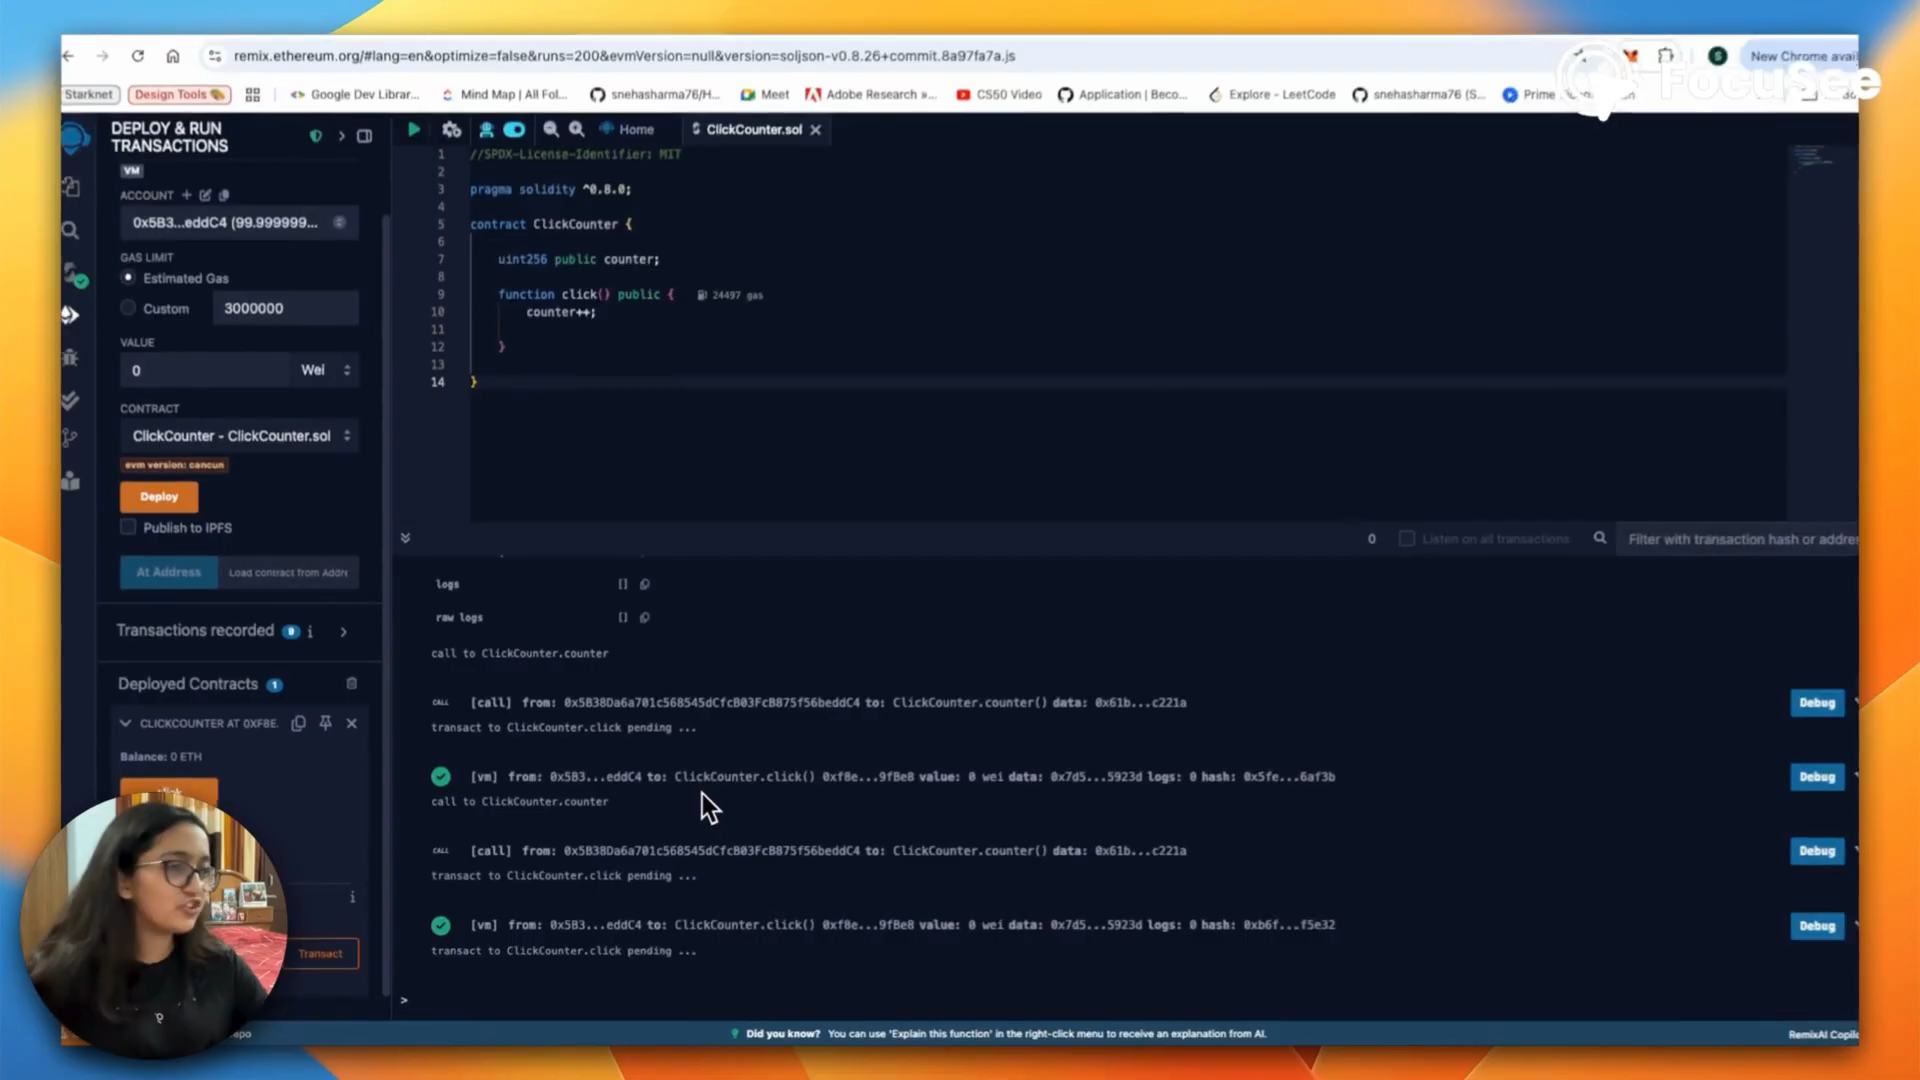 remix.ethereum.org/#lang=en&optimize=false&runs=200&evmVersion=null&version=soljson-v0.8.26+commit.8a97fa7a.js
New Chrome avai
FocuSee
Starknet
Design Tools
Google Dev Librar...
Mind Map | All Fol...
snehasharma76/H...
Meet
Adobe Research »...
CS50 Video
Application | Beco...
Explore - LeetCode
snehasharma76 (S...
Prime
DEPLOY & RUN
TRANSACTIONS
VM
ACCOUNT
0x5B3...eddC4 (99.999999...
GAS LIMIT
Estimated Gas
Custom
3000000
VALUE
0
Wei
CONTRACT
ClickCounter - ClickCounter.sol
evm version: cancun
Deploy
Publish to IPFS
At Address
Load contract from Addre
Transactions recorded
i
Deployed Contracts 1
CLICKCOUNTER AT 0XF8E.
Balance: 0 ETH
i
Transact
Home
ClickCounter.sol
1 //SPDX-License-Identifier: MIT
2
3 pragma solidity ^0.8.0;
4
5 contract ClickCounter {
6
7 uint256 public counter;
8
9 function click() public { 24497 gas
10 counter++;
11
12 }
13
14 }
0
Listen on all transactions
Filter with transaction hash or addre
logs []
raw logs []
call to ClickCounter.counter
CALL [call] from: 0x5B38Da6a701c568545dCfcB03FcB875f56beddC4 to: ClickCounter.counter() data: 0x61b...c221a
Debug
transact to ClickCounter.click pending ...
[vm] from: 0x5B3...eddC4 to: ClickCounter.click() 0xf8e...9fBe8 value: 0 wei data: 0x7d5...5923d logs: 0 hash: 0x5fe...6af3b
Debug
call to ClickCounter.counter
CALL [call] from: 0x5B38Da6a701c568545dCfcB03FcB875f56beddC4 to: ClickCounter.counter() data: 0x61b...c221a
Debug
transact to ClickCounter.click pending ...
[vm] from: 0x5B3...eddC4 to: ClickCounter.click() 0xf8e...9fBe8 value: 0 wei data: 0x7d5...5923d logs: 0 hash: 0xb6f...f5e32
Debug
transact to ClickCounter.click pending ...
>
Did you know? You can use 'Explain this function' in the right-click menu to receive an explanation from AI.
RemixAI Copilo